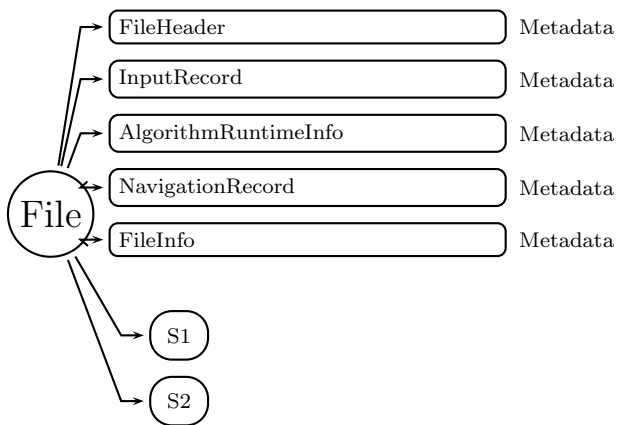 FileHeader Metadata
InputRecord Metadata
AlgorithmRuntimeInfo Metadata
NavigationRecord Metadata
File
FileInfo Metadata
S1
S2